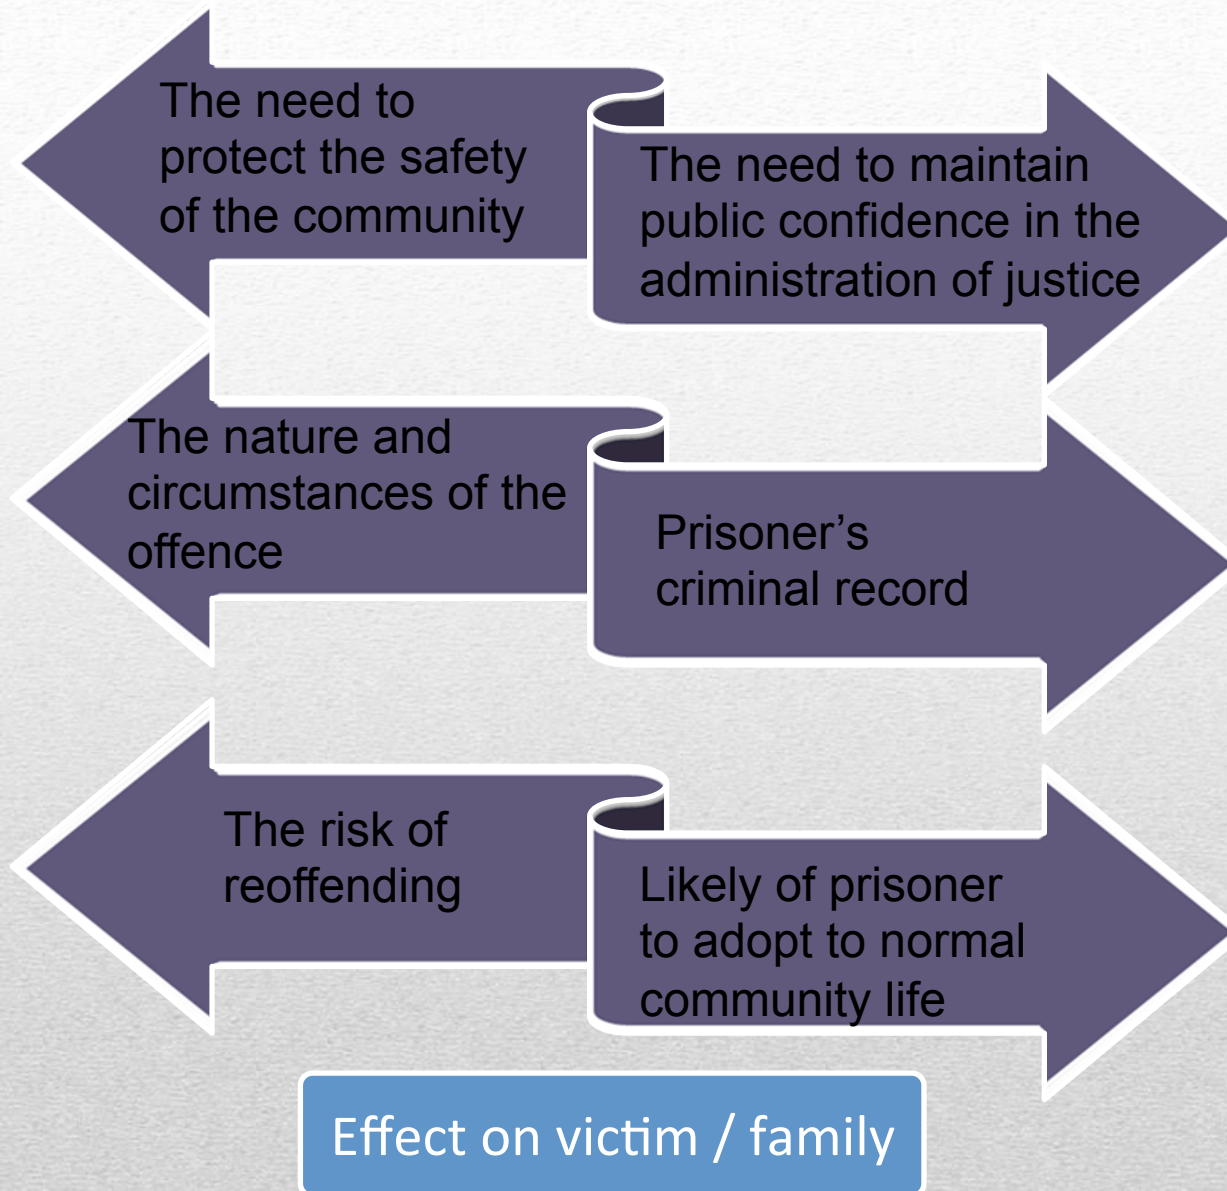 The need to
protect the safety
of the community
The need to maintain
public confidence in the
administration of justice
The nature and
circumstances of the
offence
Prisoner’s
criminal record
The risk of
reoffending
Likely of prisoner
to adopt to normal
community life
Effect on victim / family